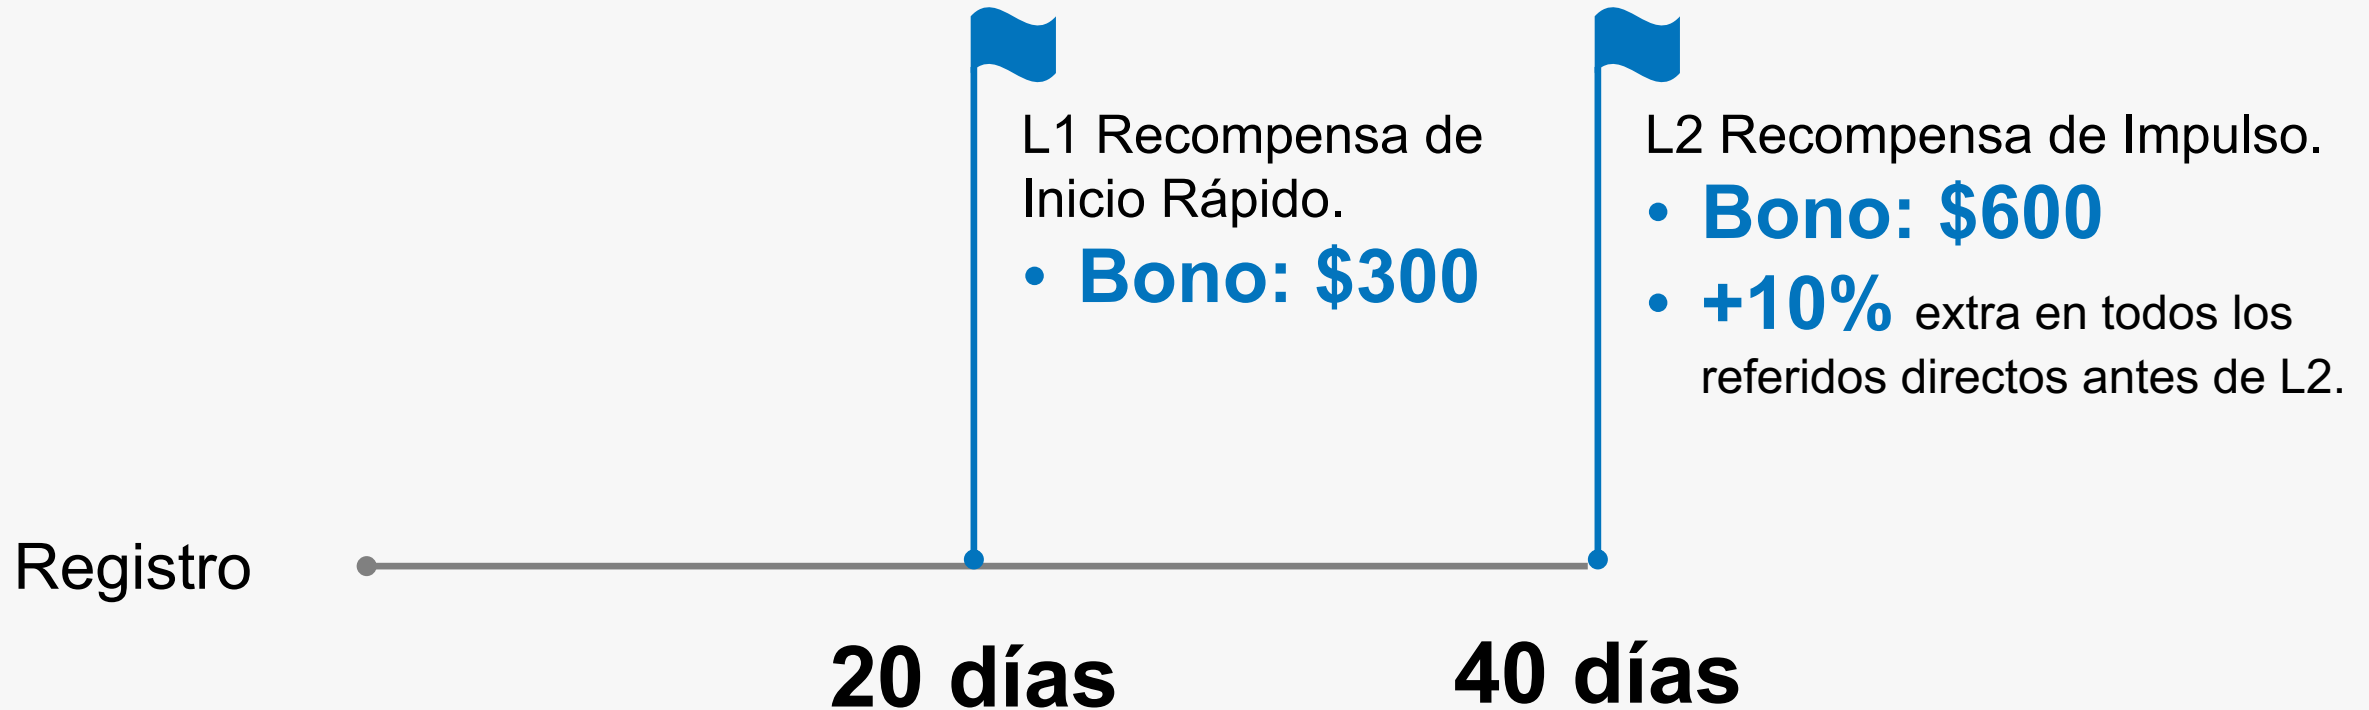 L1 Recompensa de
Inicio Rápido.
• Bono: $300
L2 Recompensa de Impulso.
• Bono: $600
• +10% extra en todos los
referidos directos antes de L2.
Registro
20 días
40 días